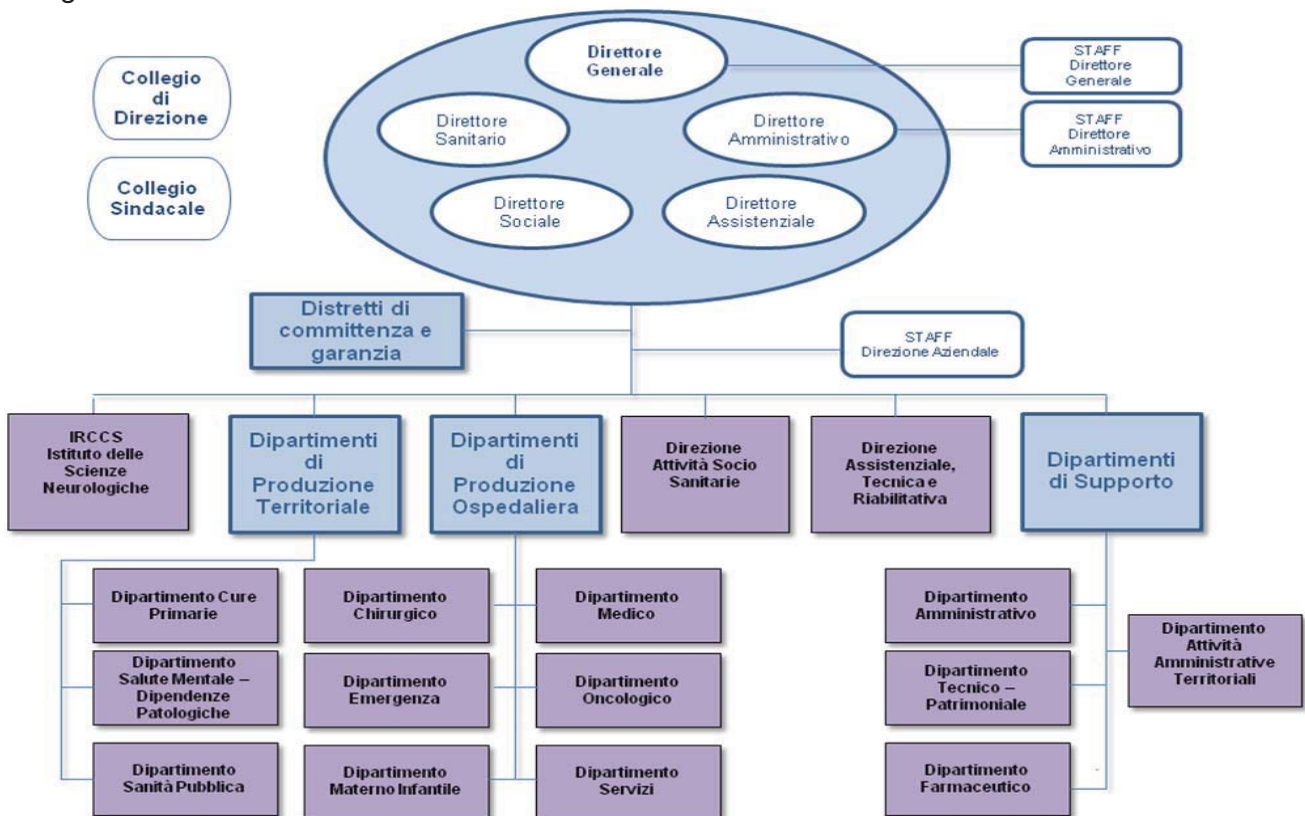 Direttore
Generale
STAFF
Direttore
Generale
Collegio
di
Direzione
Direttore
Sanitario
Direttore
Amministrativo
STAFF
Direttore
Amministrativo
Collegio
Sindacale
Direttore
Sociale
Direttore
Assistenziale
Distretti di
committenza e
garanzia
STAFF
Direzione Aziendale
IRCCS
Istituto delle
Scienze
Neurologiche
Dipartimenti
di
Produzione
Territoriale
Dipartimenti
di
Produzione
Ospedaliera
Direzione
Attività Socio
Sanitarie
Direzione
Assistenziale,
Tecnica e
Riabilitativa
Dipartimenti
di Supporto
Dipartimento Cure
Primarie
Dipartimento
Chirurgico
Dipartimento
Medico
Dipartimento
Amministrativo
Dipartimento
Attività
Amministrative
Territoriali
Dipartimento
Salute Mentale –
Dipendenze
Patologiche
Dipartimento
Emergenza
Dipartimento
Oncologico
Dipartimento
Tecnico –
Patrimoniale
Dipartimento
Sanità Pubblica
Dipartimento
Materno Infantile
Dipartimento
Servizi
Dipartimento
Farmaceutico